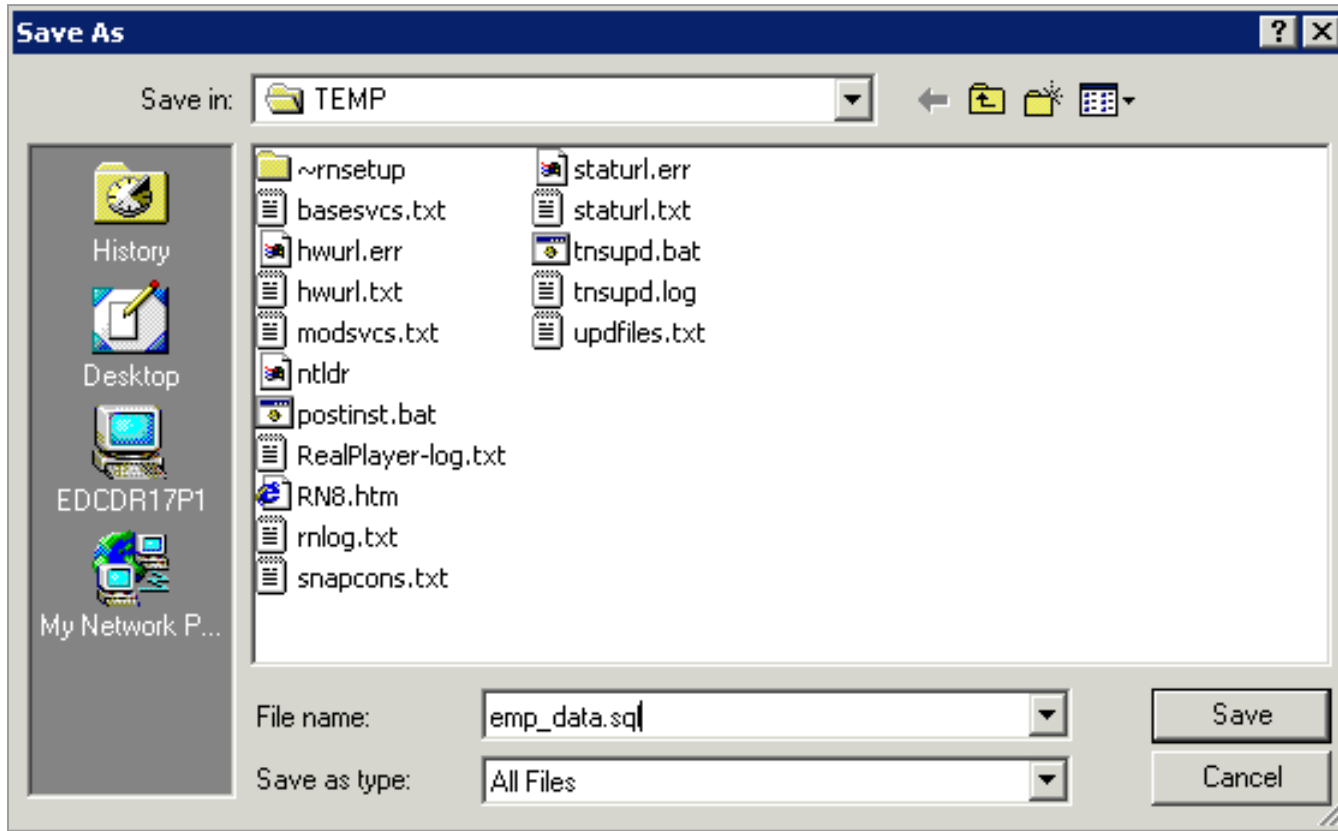 Save As
Save in: TEMP
History
Desktop
EDCDR17P1
My Network P...
~rnsetup
basesvcs.txt
hwurl.err
hwurl.txt
modsvcs.txt
ntldr
postinst.bat
RealPlayer-log.txt
RN8.htm
rnlog.txt
snapcons.txt
staturl.err
staturl.txt
tnsupd.bat
tnsupd.log
updfiles.txt
File name: emp_data.sql Save
Save as type: All Files Cancel